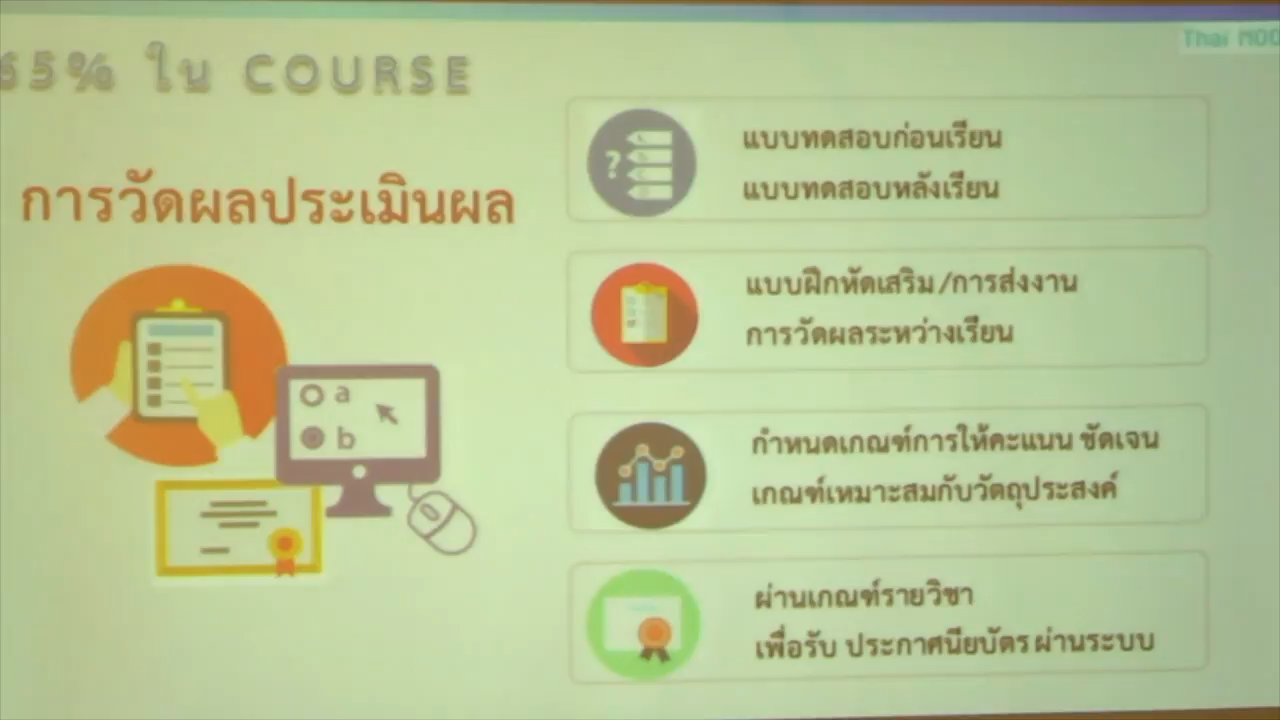 65% ใน COURSE
Thai MOO
การวัดผลประเมินผล
แบบทดสอบก่อนเรียน
แบบทดสอบหลังเรียน
แบบฝึกหัดเสริม /การส่งงาน
การวัดผลระหว่างเรียน
a
b
กำหนดเกณฑ์การให้คะแนน ชัดเจน
เกณฑ์เหมาะสมกับวัตถุประสงค์
ผ่านเกณฑ์รายวิชา
เพื่อรับ ประกาศนียบัตร ผ่านระบบ